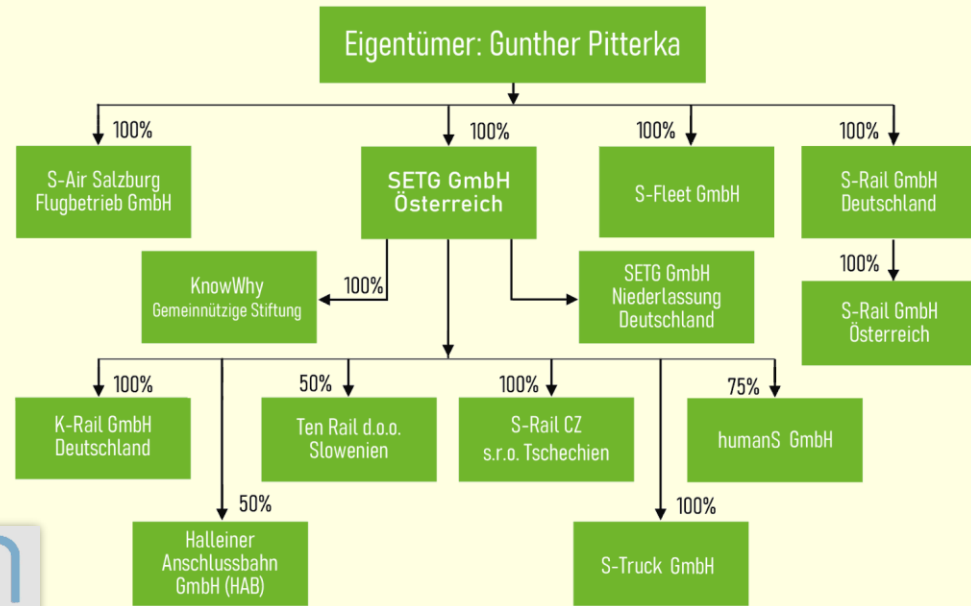 Eigentümer: Gunther Pitterka
100%
100%
100%
100%
S-Air Salzburg
Flugbetrieb GmbH
SETG GmbH
Österreich
S-Fleet GmbH
S-Rail GmbH
Deutschland
KnowWhy
Gemeinnützige Stiftung
100%
SETG GmbH
Niederlassung
Deutschland
100%
S-Rail GmbH
Österreich
100%
50%
100%
75%
K-Rail GmbH
Deutschland
Ten Rail d.o.o.
Slowenien
S-Rail CZ
s.r.o. Tschechien
humanS GmbH
50%
100%
Halleiner
Anschlussbahn
GmbH (HAB)
S-Truck GmbH